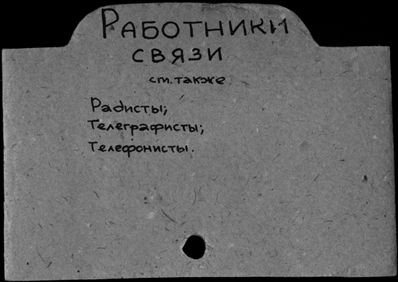 Работники
связи
см. также
Радисты;
Телеграфисты;
Телефонисты.